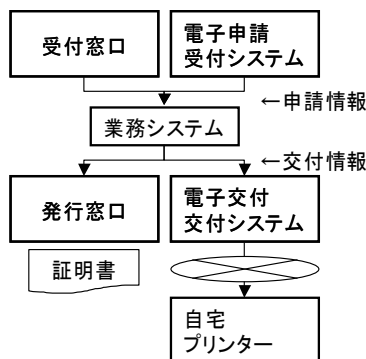 受付窓口
電子申請
受付システム
←申請情報
業務システム
←交付情報
発行窓口
電子交付
交付システム
証明書
自宅
プリンター